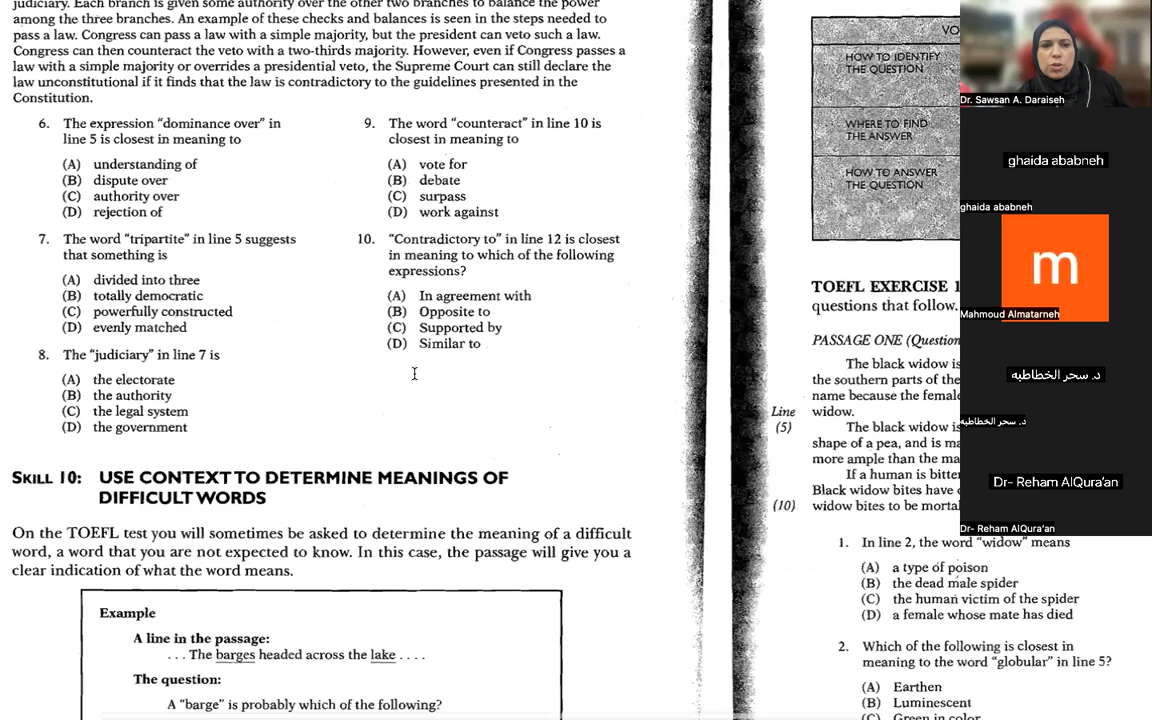 judiciary. Each branch is given some authority over the other two branches to balance the power
among the three branches. An example of these checks and balances is seen in the steps needed to
pass a law. Congress can pass a law with a simple majority, but the president can veto such a law.
Congress can then counteract the veto with a two-thirds majority. However, even if Congress passes a
law with a simple majority or overrides a presidential veto, the Supreme Court can still declare the
law unconstitutional if it finds that the law is contradictory to the guidelines presented in the
Constitution.
6. The expression "dominance over" in
line 5 is closest in meaning to
(A) understanding of
(B) dispute over
(C) authority over
(D) rejection of
7. The word "tripartite" in line 5 suggests
that something is
(A) divided into three
(B) totally democratic
(C) powerfully constructed
(D) evenly matched
8. The "judiciary" in line 7 is
(A) the electorate
(B) the authority
(C) the legal system
(D) the government
9. The word "counteract" in line 10 is
closest in meaning to
(A) vote for
(B) debate
(C) surpass
(D) work against
10. "Contradictory to" in line 12 is closest
in meaning to which of the following
expressions?
(A) In agreement with
(B) Opposite to
(C) Supported by
(D) Similar to
SKILL 10: USE CONTEXT TO DETERMINE MEANINGS OF
DIFFICULT WORDS
On the TOEFL test you will sometimes be asked to determine the meaning of a difficult
word, a word that you are not expected to know. In this case, the passage will give you a
clear indication of what the word means.
Example
A line in the passage:
. . . The barges headed across the lake . . . .
The question:
A "barge" is probably which of the following?
VO
HOW TO IDENTIFY
THE QUESTION
WHERE TO FIND
THE ANSWER
HOW TO ANSWER
THE QUESTION
TOEFL EXERCISE 1
questions that follow.
PASSAGE ONE (Question
The black widow is
the southern parts of the
name because the female
Line widow.
(5) The black widow is
shape of a pea, and is ma
more ample than the ma
If a human is bitte
Black widow bites have
(10) widow bites to be mortal
1. In line 2, the word "widow" means
(A) a type of poison
(B) the dead male spider
(C) the human victim of the spider
(D) a female whose mate has died
2. Which of the following is closest in
meaning to the word "globular" in line 5?
(A) Earthen
(B) Luminescent
(C) Green in color
Dr. Sawsan A. Daraiseh
ghaida ababneh
ghaida ababneh
m
Mahmoud Almatarneh
د. سحر الخطاطبه
د. سحر الخطاطبه
Dr- Reham AlQura'an
Dr- Reham AlQura'an